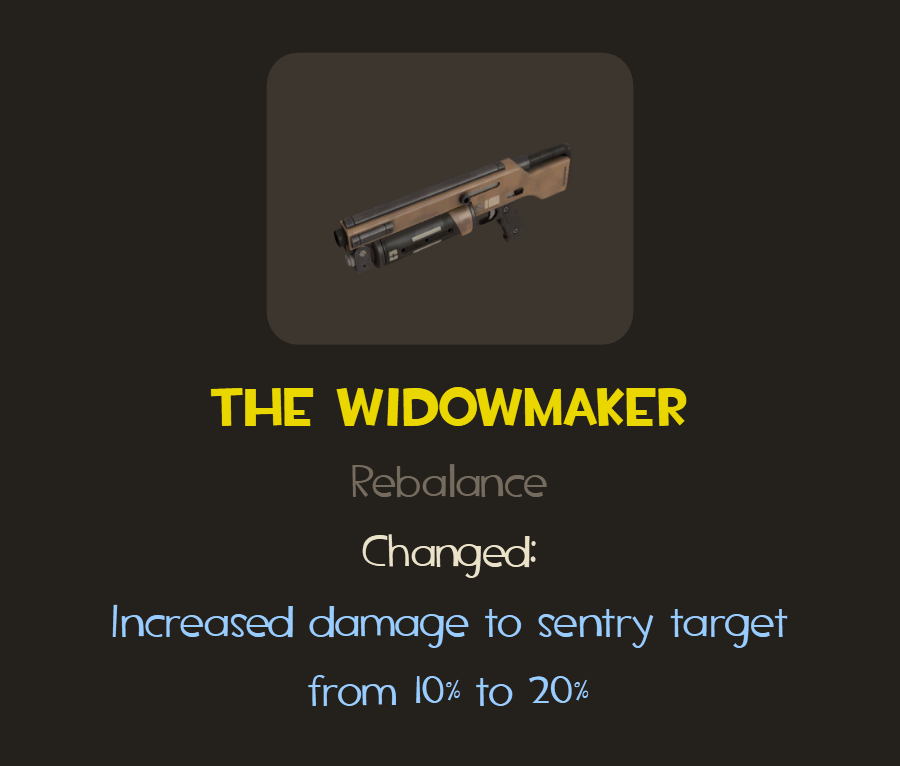 THE WIDOWMAKER
Rebalance
Changed:
Increased damage to sentry target
from 10% to 20%